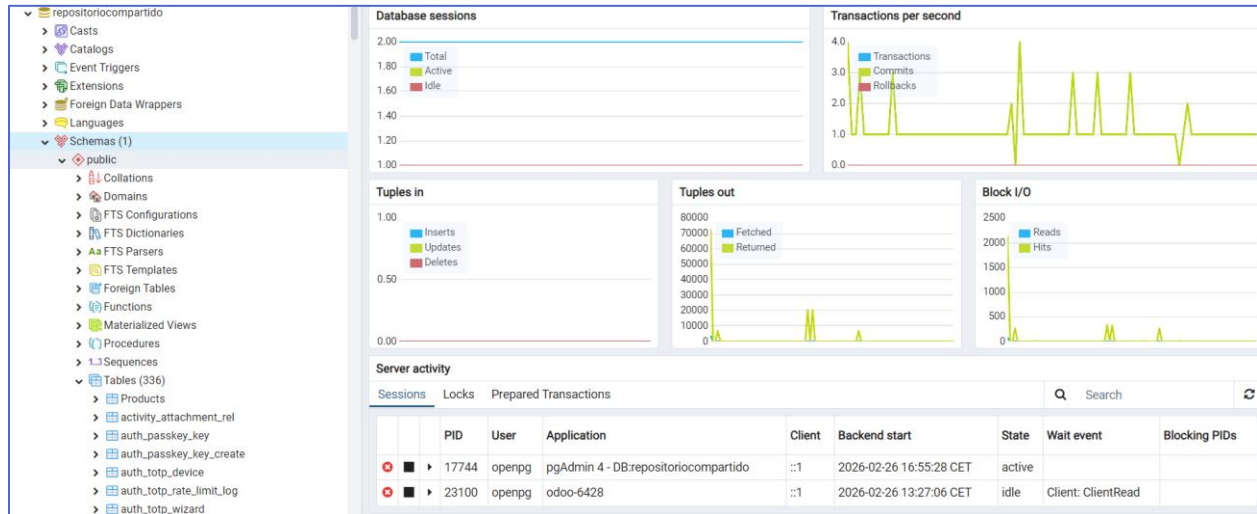 repositoriocompartido
Casts
Catalogs
Event Triggers
Extensions
Foreign Data Wrappers
Languages
Schemas (1)
public
Collations
Domains
FTS Configurations
FTS Dictionaries
Aa FTS Parsers
FTS Templates
Foreign Tables
Functions
Materialized Views
Procedures
1..3 Sequences
Tables (336)
Products
activity_attachment_rel
auth_passkey_key
auth_passkey_key_create
auth_totp_device
auth_totp_rate_limit_log
auth_totp_wizard
Database sessions
2.00
1.80
1.60
1.40
1.20
1.00
Total
Active
Idle
Transactions per second
4.0
3.0
2.0
1.0
0.0
Transactions
Commits
Rollbacks
Tuples in
1.00
0.50
0.00
Inserts
Updates
Deletes
Tuples out
80000
70000
60000
50000
40000
30000
20000
10000
0
Fetched
Returned
Block I/O
2500
2000
1500
1000
500
0
Reads
Hits
Server activity
Sessions Locks Prepared Transactions Search
PID User Application Client Backend start State Wait event Blocking PIDs
17744 openpg pgAdmin 4 - DB:repositoriocompartido ::1 2026-02-26 16:55:28 CET active
23100 openpg odoo-6428 ::1 2026-02-26 13:27:06 CET idle Client: ClientRead